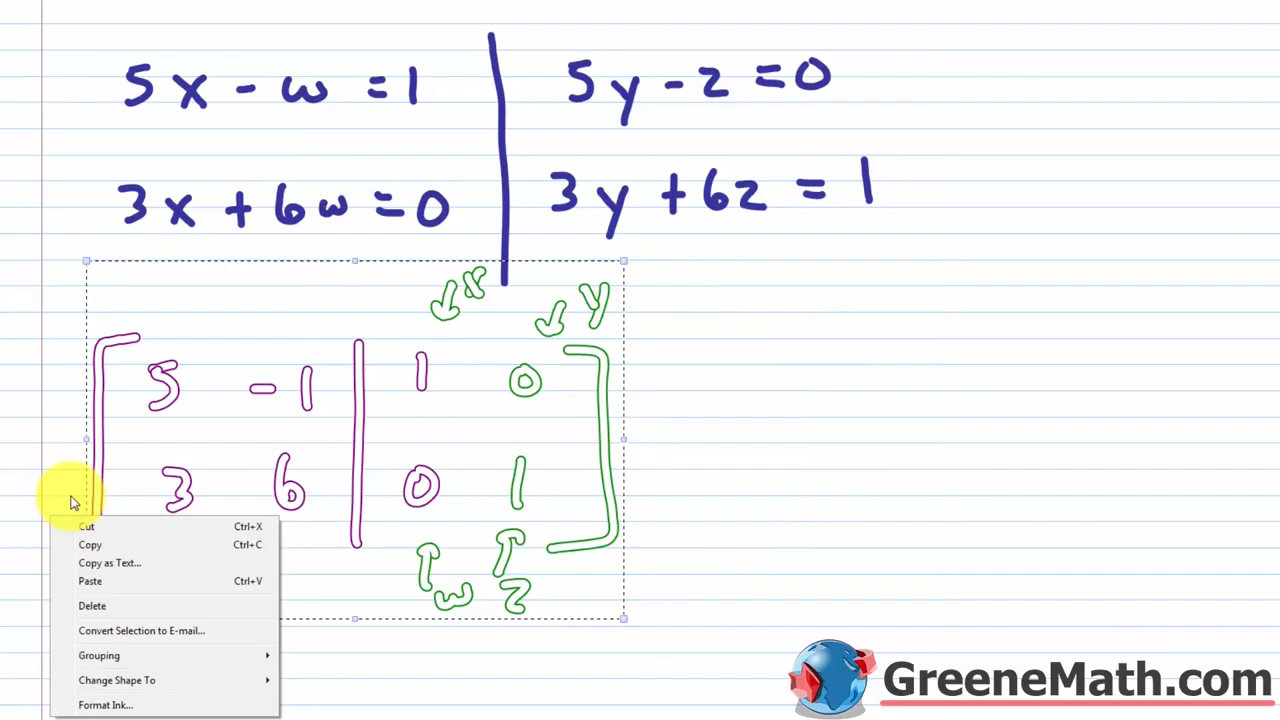 5x - w = 1
5y - z = 0
3x + 6w = 0
3y + 6z = 1
x y
5 - 1 1 0
3 6 0 1
w z
Cut Ctrl+X
Copy Ctrl+C
Copy as Text...
Paste Ctrl+V
Delete
Convert Selection to E-mail...
Grouping
Change Shape To
Format Ink...
GreeneMath.com